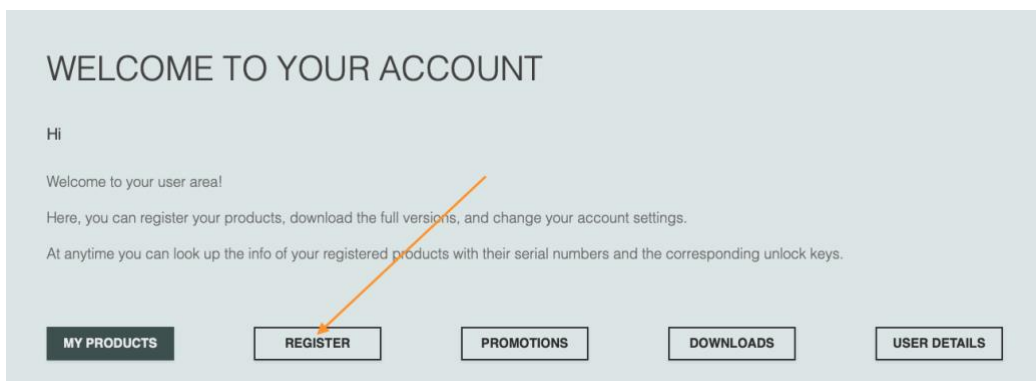 WELCOME TO YOUR ACCOUNT
Hi
Welcome to your user area!
Here, you can register your products, download the full versions, and change your account settings.
At anytime you can look up the info of your registered products with their serial numbers and the corresponding unlock keys.
MY PRODUCTS REGISTER PROMOTIONS DOWNLOADS USER DETAILS